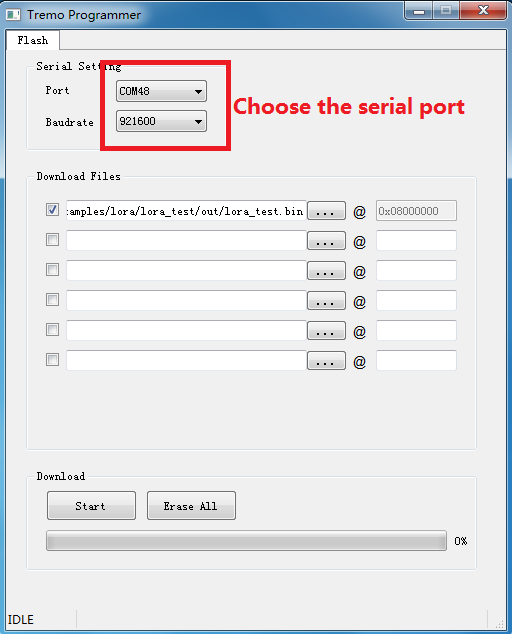 Tremo Programmer
Flash
Serial Setting
Port COM48
Choose the serial port
Baudrate 921600
Download Files
amples/lora/lora_test/out/lora_test.bin ... @ 0x08000000
... @
... @
... @
... @
... @
Download
Start Erase All
0%
IDLE